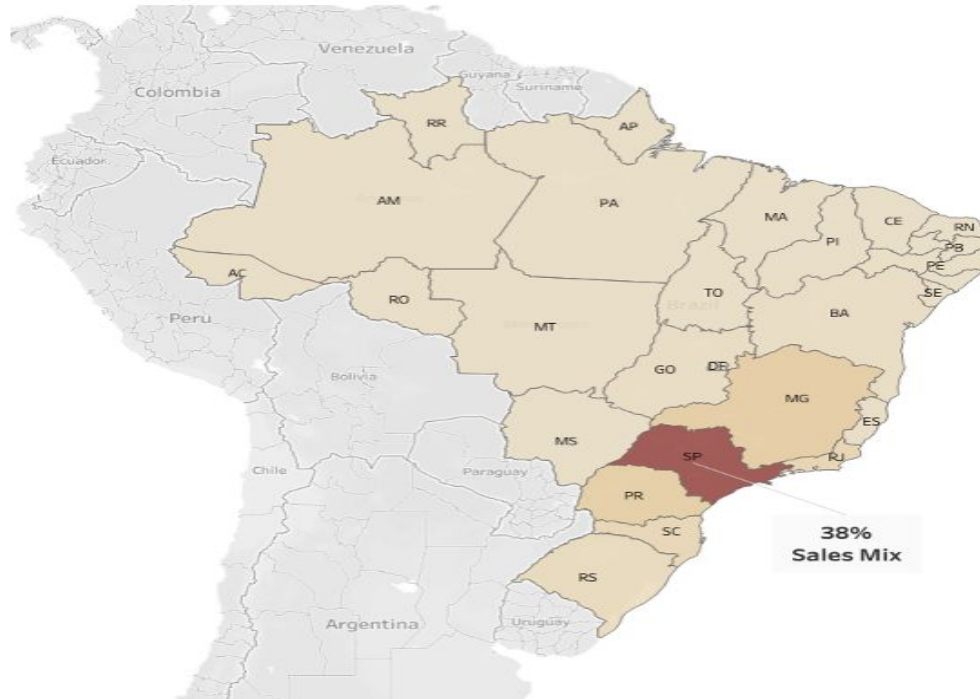 Venezuela
Guyana
Suriname
Colombia
RR
AP
Ecuador
AM
PA
MA
CE
RN
PI
PB
PE
AC
RO
TO
SE
Brazil
BA
Peru
MT
GO
DF
Bolivia
MG
ES
MS
SP
RJ
Chile
Paraguay
PR
38%
Sales Mix
SC
RS
Argentina
Uruguay